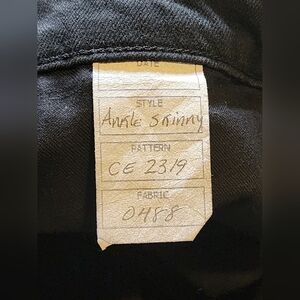 DATE
STYLE
Ankle Skinny
PATTERN
CE 2319
FABRIC
0488